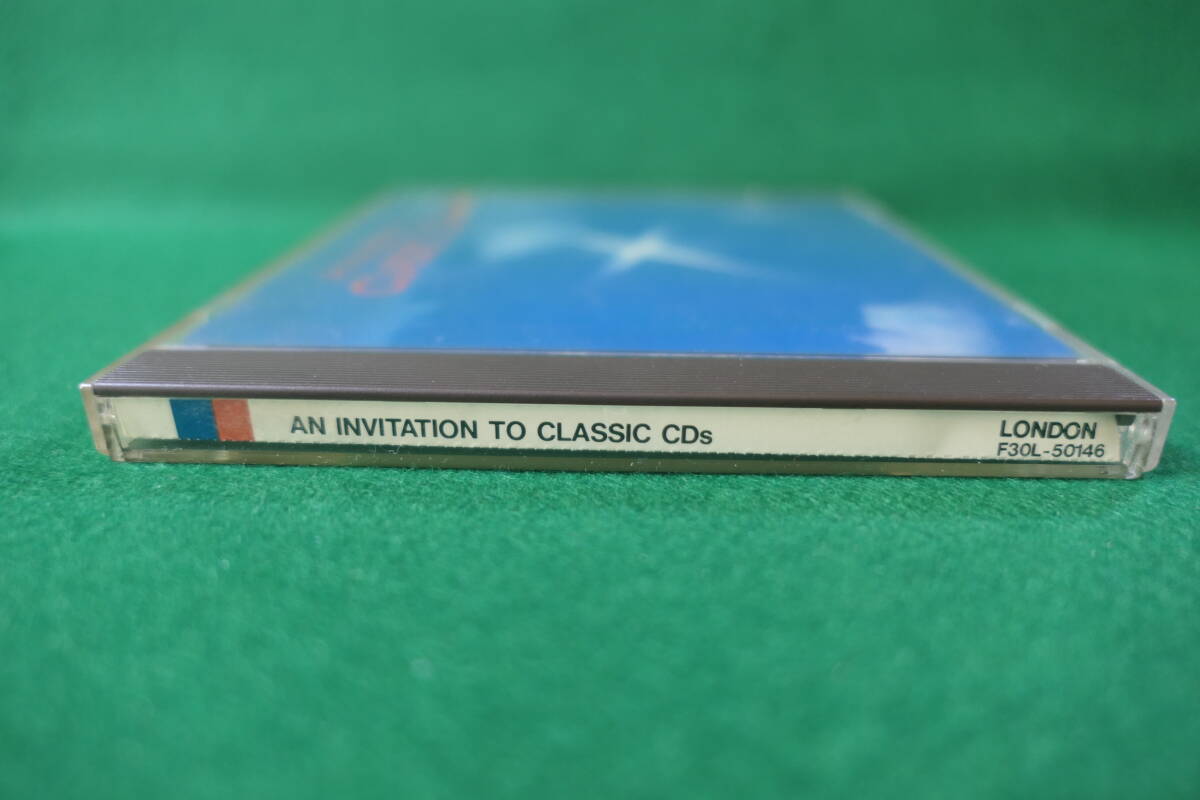 AN INVITATION TO CLASSIC CDs
LONDON
F30L-50146